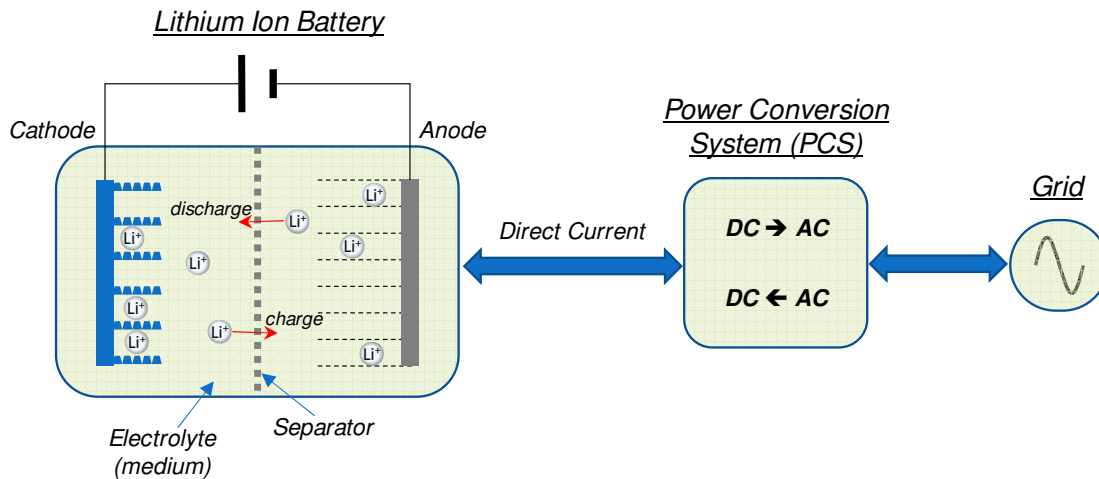 Lithium Ion Battery
Cathode
Anode
Li⁺
discharge
Li⁺
Li⁺
Li⁺
Li⁺
Li⁺
Li⁺
Li⁺
charge
Li⁺
Li⁺
Electrolyte
(medium)
Separator
Direct Current
Power Conversion
System (PCS)
DC → AC
DC ← AC
Grid